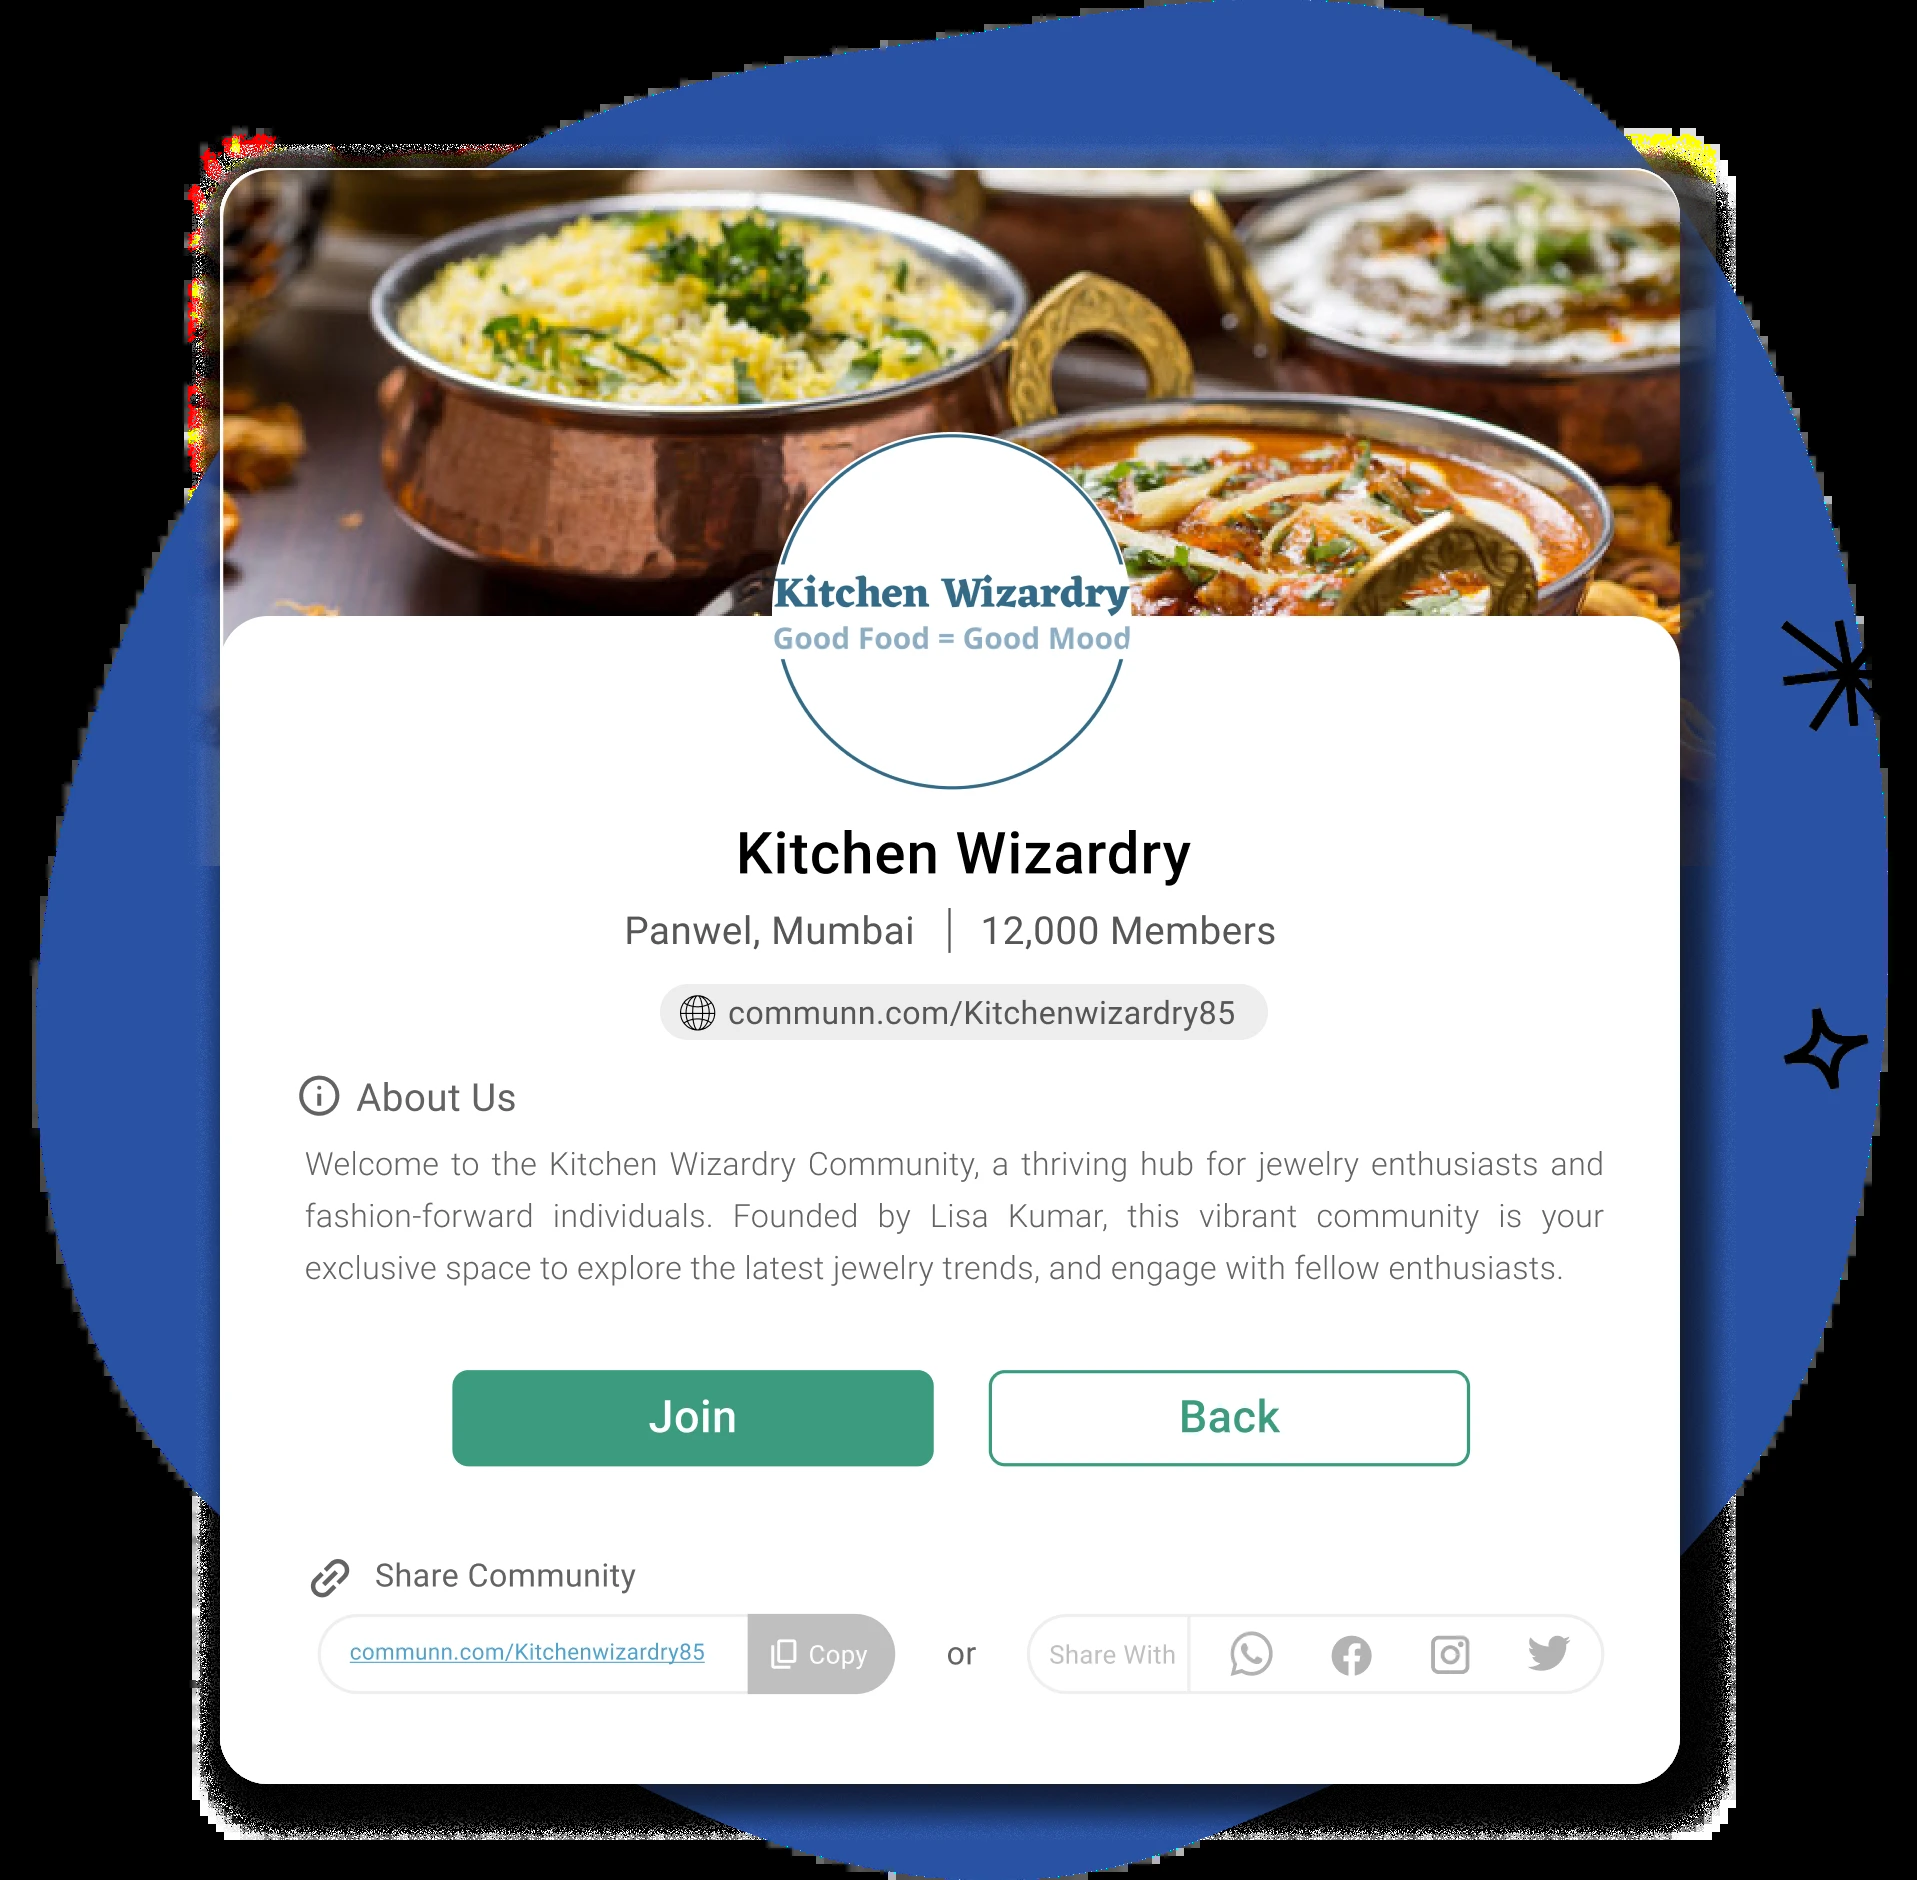 Kitchen Wizardry
Good Food = Good Mood
Kitchen Wizardry
Panwel, Mumbai | 12,000 Members
communn.com/Kitchenwizardry85
About Us
Welcome to the Kitchen Wizardry Community, a thriving hub for jewelry enthusiasts and
fashion-forward individuals. Founded by Lisa Kumar, this vibrant community is your
exclusive space to explore the latest jewelry trends, and engage with fellow enthusiasts.
Join Back
Share Community
communn.com/Kitchenwizardry85 Copy or Share With